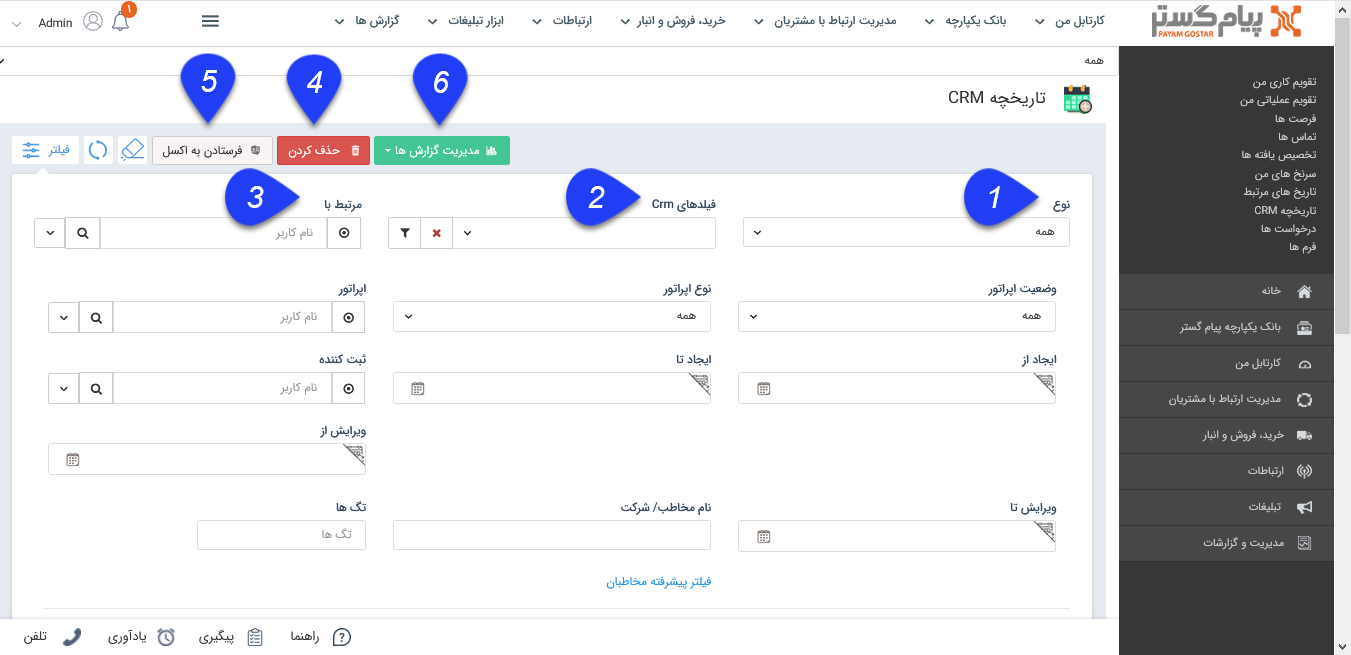 پیام گستر
PAYAM GOSTAR
کارتابل من
بانک یکپارچه
مدیریت ارتباط با مشتریان
خرید، فروش و انبار
ارتباطات
ابزار تبلیغات
گزارش ها
۱
Admin
همه
تاریخچه CRM
تقویم کاری من
تقویم عملیاتی من
فرصت ها
تماس ها
تخصیص یافته ها
سرنخ های من
تاریخ های مرتبط
تاریخچه CRM
درخواست ها
فرم ها
خانه
بانک یکپارچه پیام گستر
کارتابل من
مدیریت ارتباط با مشتریان
خرید، فروش و انبار
ارتباطات
تبلیغات
مدیریت و گزارشات
6
4
5
مدیریت گزارش ها
حذف کردن
فرستادن به اکسل
فیلتر
1
2
3
نوع
همه
فیلدهای Crm
مرتبط با
نام کاربر
وضعیت اپراتور
همه
نوع اپراتور
همه
اپراتور
نام کاربر
ایجاد از
ایجاد تا
ثبت کننده
نام کاربر
ویرایش از
ویرایش تا
نام مخاطب/ شرکت
تگ ها
تگ ها
فیلتر پیشرفته مخاطبان
راهنما
پیگیری
یادآوری
تلفن